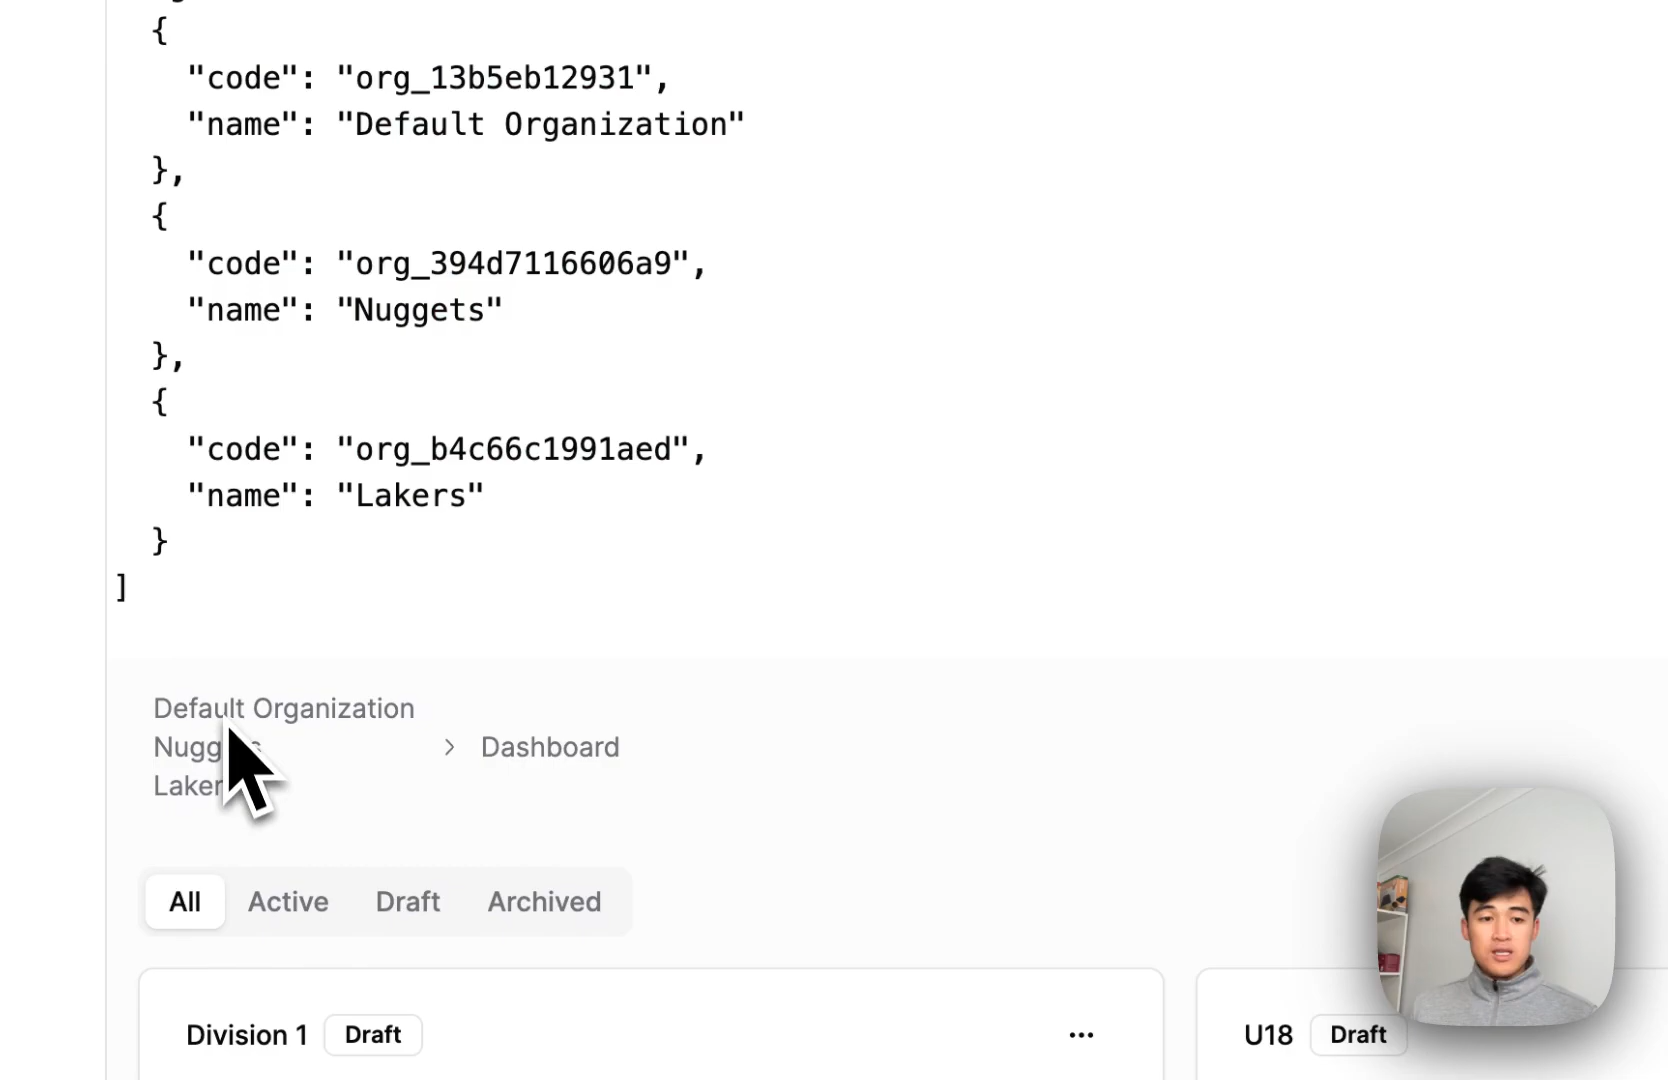 {
"code": "org_13b5eb12931",
"name": "Default Organization"
},
{
"code": "org_394d7116606a9",
"name": "Nuggets"
},
{
"code": "org_b4c66c1991aed",
"name": "Lakers"
}
]
Default Organization
> Dashboard
All Active Draft Archived
Division 1 Draft ... U18 Draft